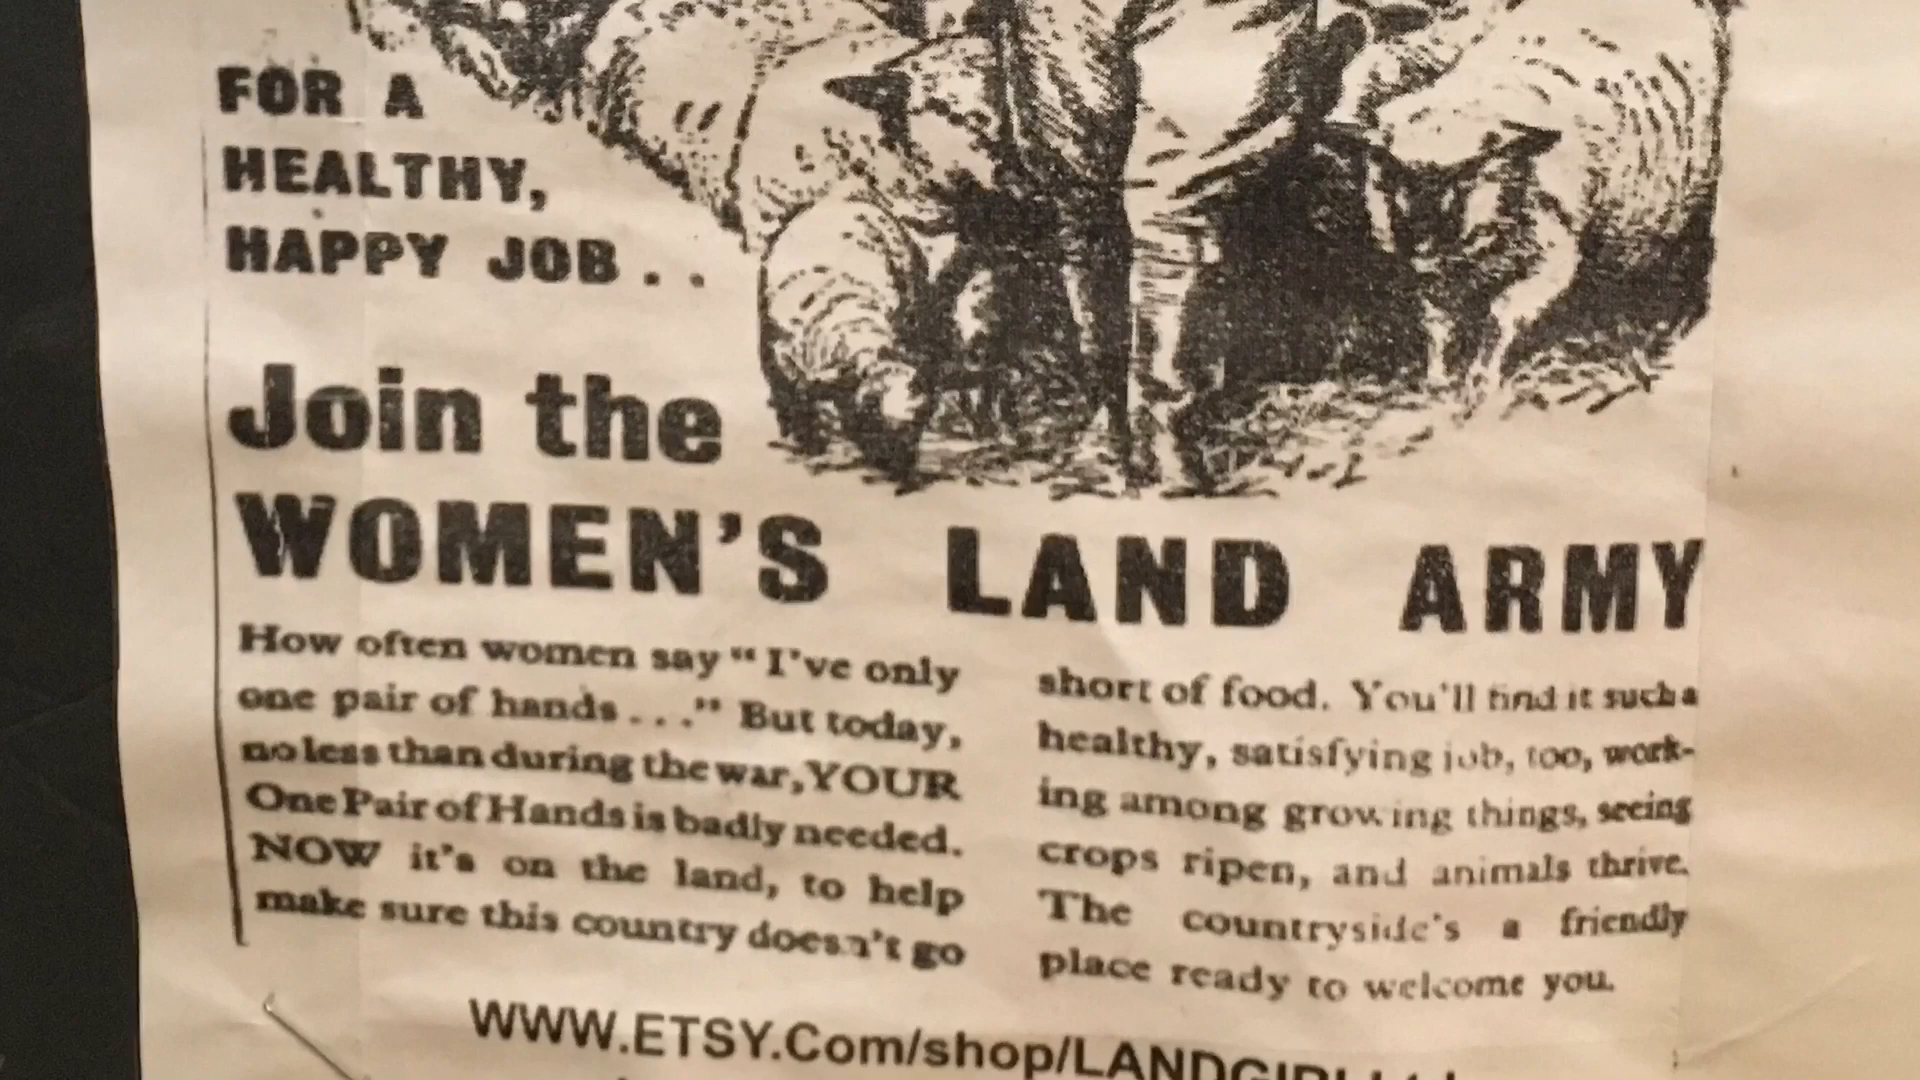 FOR A
HEALTHY,
HAPPY JOB . .
Join the
WOMEN'S LAND ARMY
How often women say “ I've only
one pair of hands . . .” But today,
no less than during the war, YOUR
One Pair of Hands is badly needed.
NOW it's on the land, to help
make sure this country doesn't go
short of food. You'll find it such a
healthy, satisfying job, too, work-
ing among growing things, seeing
crops ripen, and animals thrive.
The countryside's a friendly
place ready to welcome you.
WWW.ETSY.Com/shop/